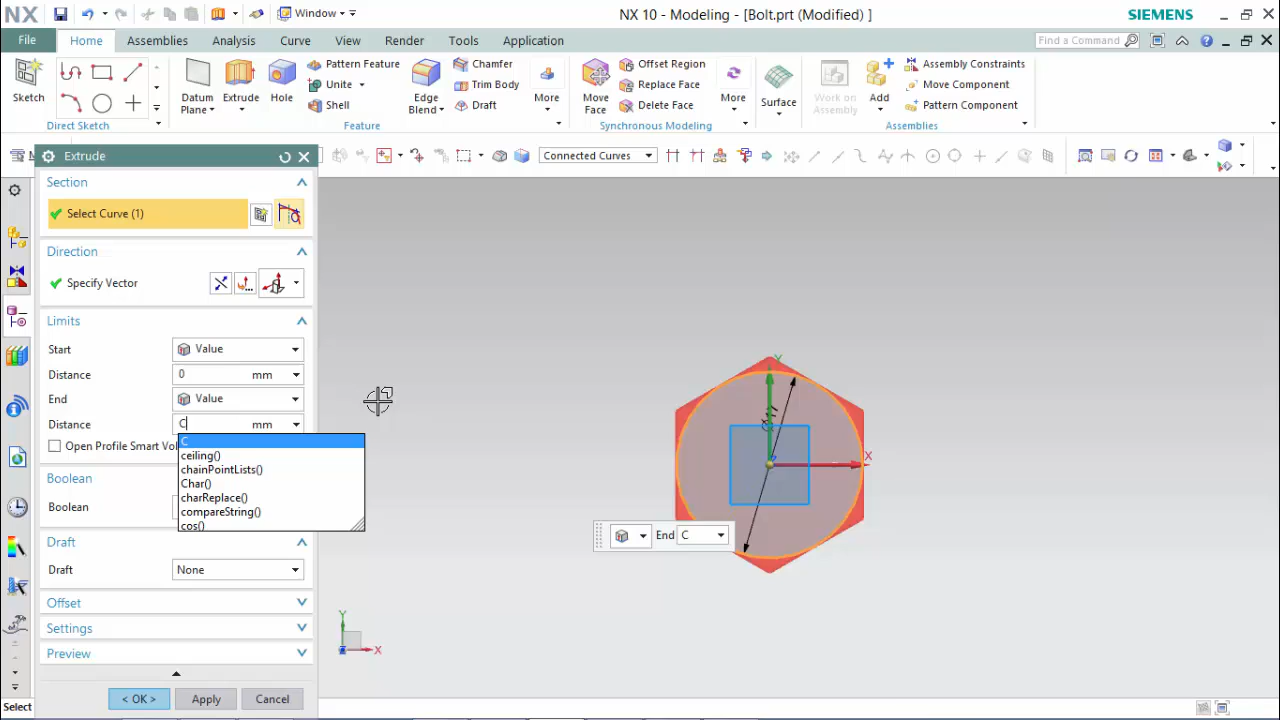 NX
Window
NX 10 - Modeling - [Bolt.prt (Modified) ]
SIEMENS
File
Home
Assemblies
Analysis
Curve
View
Render
Tools
Application
Find a Command
Sketch
Direct Sketch
Datum
Plane
Extrude
Hole
Pattern Feature
Unite
Shell
Edge
Blend
Chamfer
Trim Body
Draft
More
Feature
Move
Face
Offset Region
Replace Face
Delete Face
More
Synchronous Modeling
Surface
Work on
Assembly
Add
Assembly Constraints
Move Component
Pattern Component
Assemblies
Connected Curves
Extrude
Section
Select Curve (1)
Direction
Specify Vector
Limits
Start
Value
Distance
0
mm
End
Value
Distance
C
mm
Open Profile Smart Vol
C
ceiling()
chainPointLists()
Char()
charReplace()
compareString()
cos()
Boolean
Boolean
Draft
Draft
None
Offset
Settings
Preview
< OK >
Apply
Cancel
Y
X
End
C
Y
X
Select